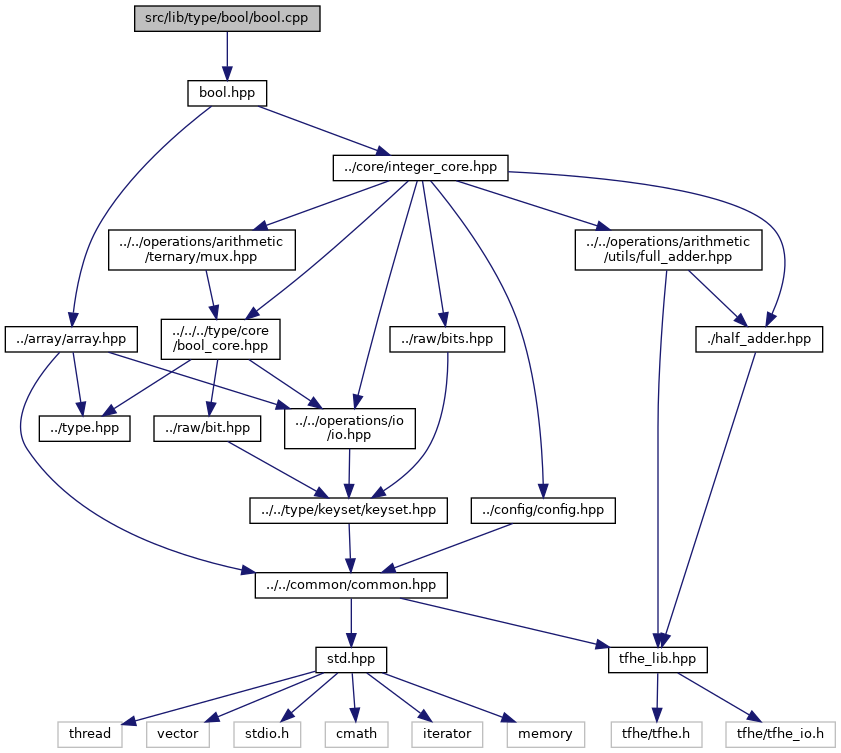 src/lib/type/bool/bool.cpp
bool.hpp
../core/integer_core.hpp
../../operations/arithmetic
/ternary/mux.hpp
../../operations/arithmetic
/utils/full_adder.hpp
../array/array.hpp
../../../type/core
/bool_core.hpp
../raw/bits.hpp
./half_adder.hpp
../type.hpp
../raw/bit.hpp
../../operations/io
/io.hpp
../../type/keyset/keyset.hpp
../config/config.hpp
../../common/common.hpp
std.hpp
tfhe_lib.hpp
thread
vector
stdio.h
cmath
iterator
memory
tfhe/tfhe.h
tfhe/tfhe_io.h